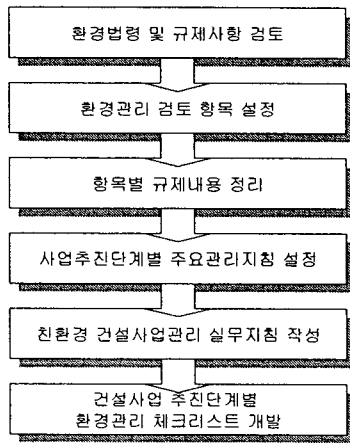 환경법령 및 규제사항 검토
환경관리 검토 항목 설정
항목별 규제내용 정리
사업추진단계별 주요관리지침 설정
친환경 건설사업관리 실무지침 작성
건설사업 추진단계별
환경관리 체크리스트 개발